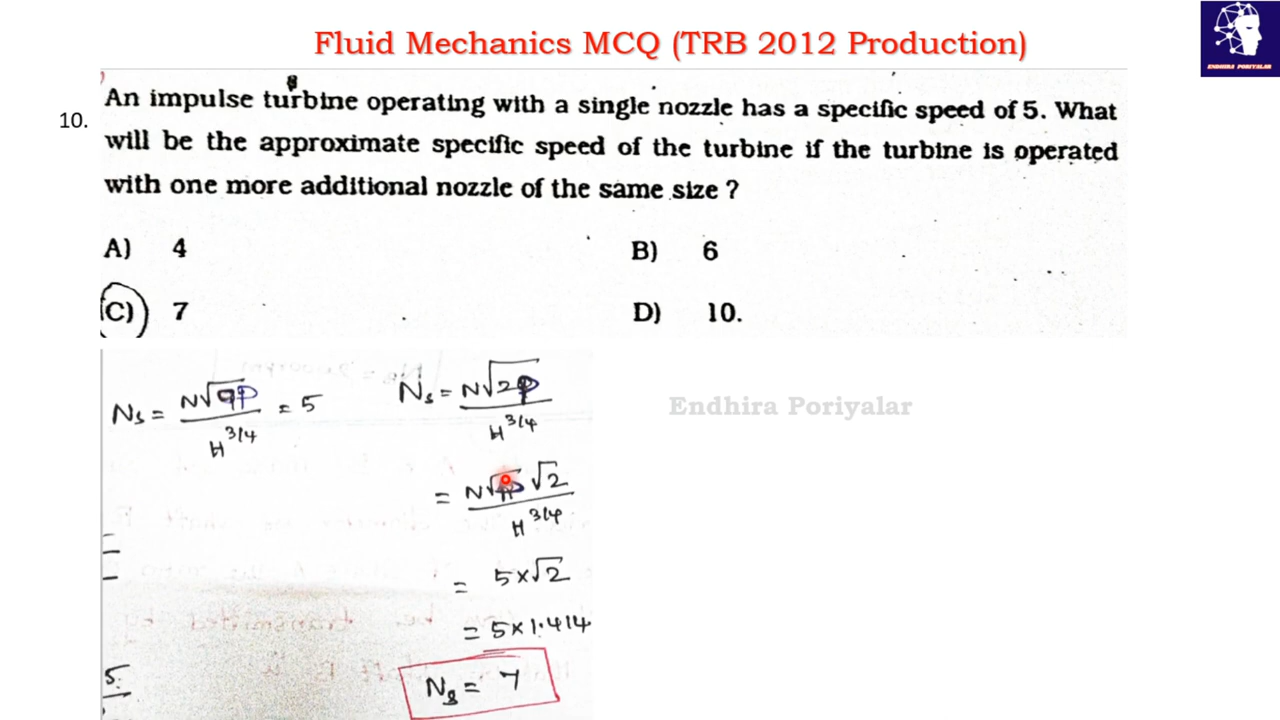 Fluid Mechanics MCQ (TRB 2012 Production)
ENDHIRA PORIYALAR
10.
An impulse turbine operating with a single nozzle has a specific speed of 5. What
will be the approximate specific speed of the turbine if the turbine is operated
with one more additional nozzle of the same size ?
A) 4
B) 6
C) 7
D) 10.
Ns = N√P / H^3/4 = 5
Ns = N√2P / H^3/4
Endhira Poriyalar
= N√P √2 / H^3/4
= 5×√2
= 5×1.414
5.
Ns = 7